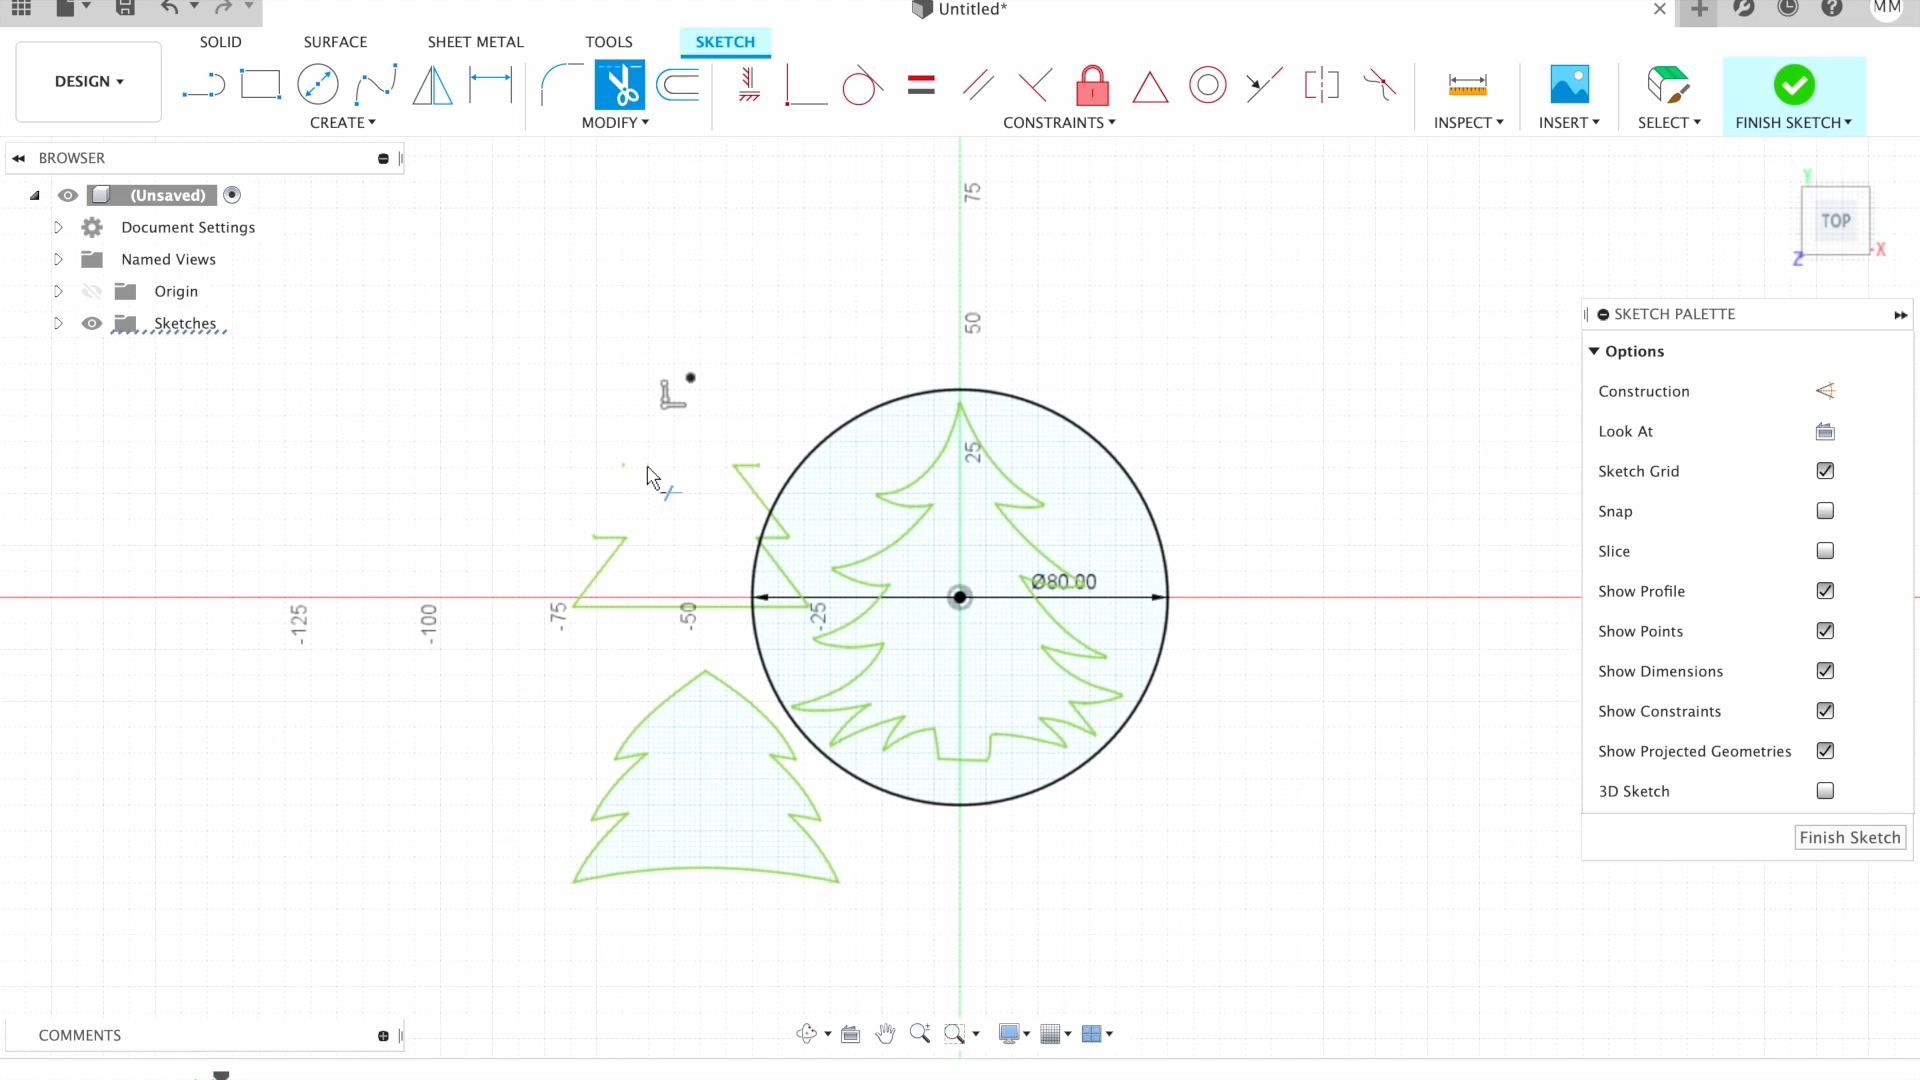 Untitled*
MM
SOLID
SURFACE
SHEET METAL
TOOLS
SKETCH
DESIGN
CREATE
MODIFY
CONSTRAINTS
INSPECT
INSERT
SELECT
FINISH SKETCH
BROWSER
(Unsaved)
Document Settings
Named Views
Origin
Sketches
75
50
25
-125
-100
-75
-50
-25
Ø80.00
Y
TOP
Z
X
SKETCH PALETTE
Options
Construction
Look At
Sketch Grid
Snap
Slice
Show Profile
Show Points
Show Dimensions
Show Constraints
Show Projected Geometries
3D Sketch
Finish Sketch
COMMENTS